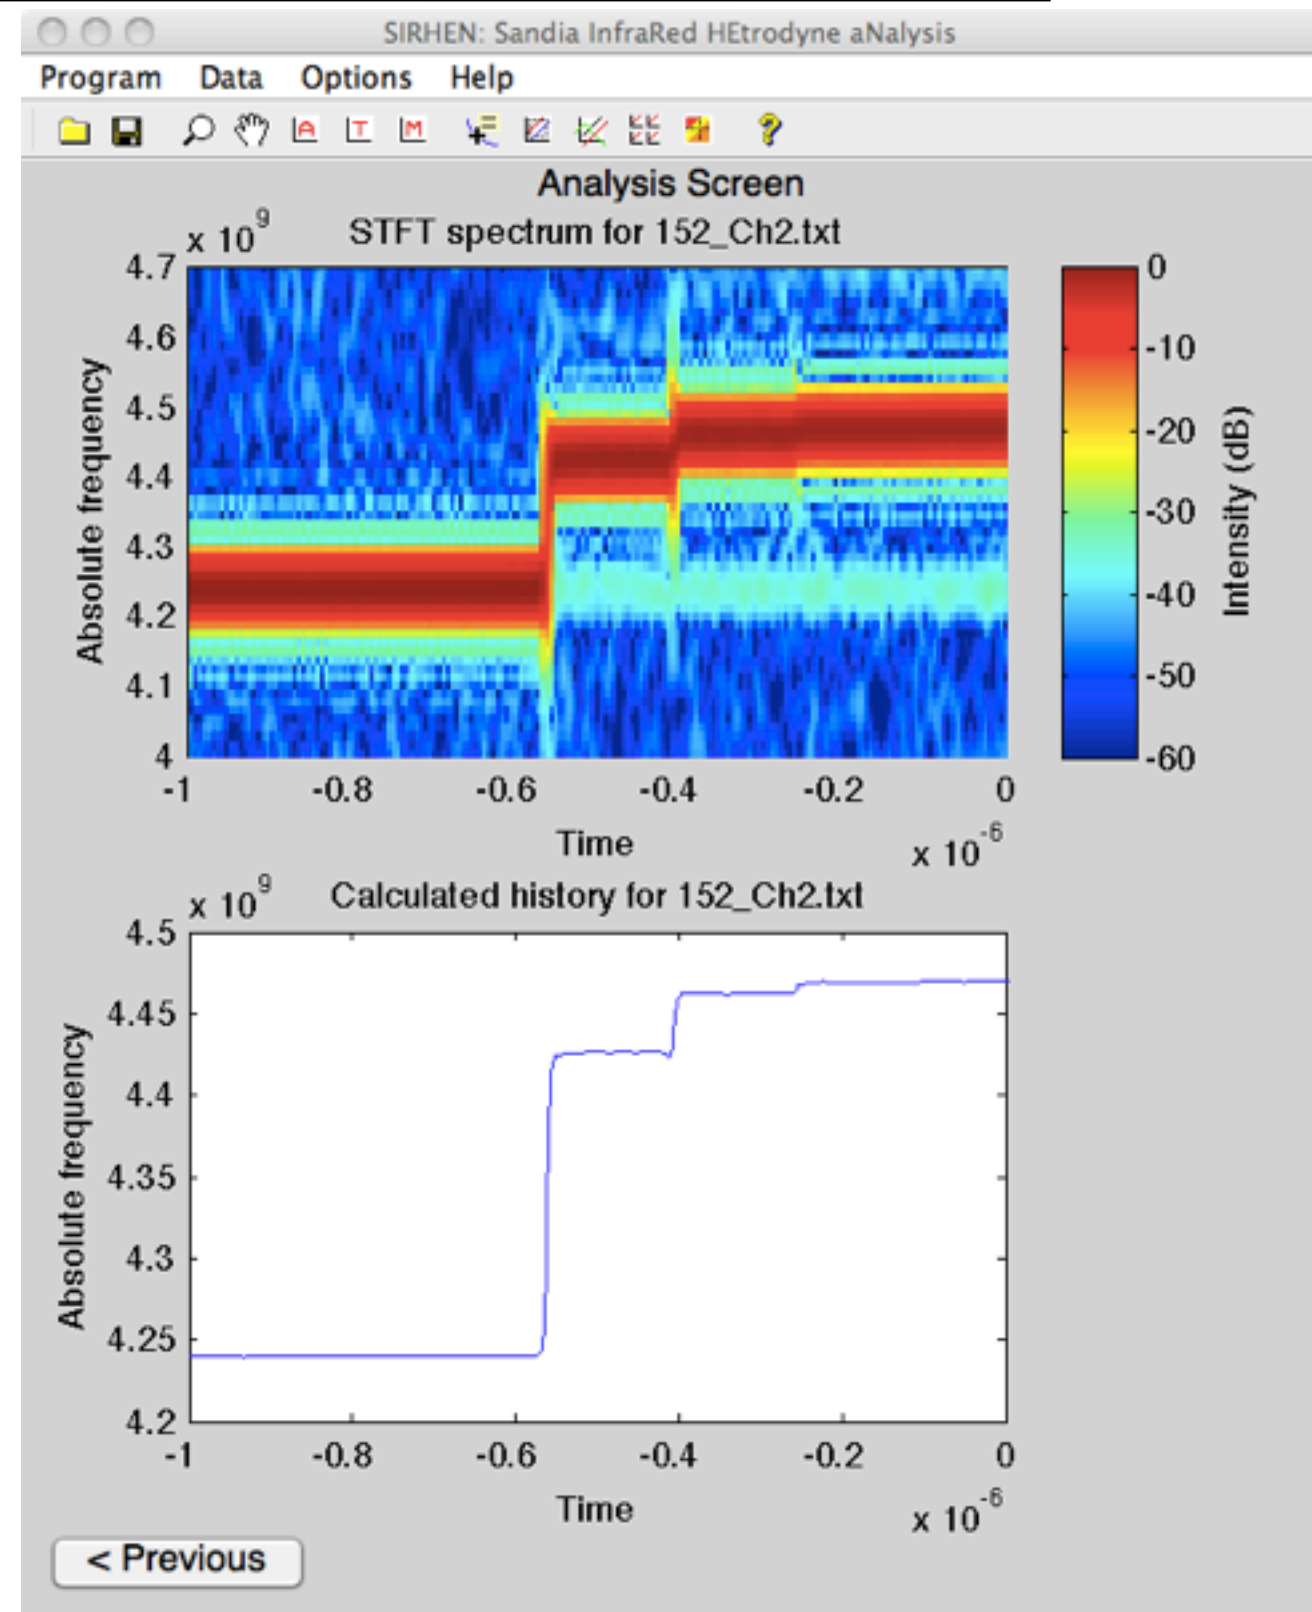 SIRHEN: Sandia InfraRed HEtrodyne aNalysis
Program Data Options Help
A T M
Analysis Screen
x 10^9 STFT spectrum for 152_Ch2.txt
4.7
4.6
4.5
4.4
4.3
4.2
4.1
4
Absolute frequency
-1 -0.8 -0.6 -0.4 -0.2 0
Time
x 10^-6
0
-10
-20
-30
-40
-50
-60
Intensity (dB)
x 10^9 Calculated history for 152_Ch2.txt
4.5
4.45
4.4
4.35
4.3
4.25
4.2
Absolute frequency
-1 -0.8 -0.6 -0.4 -0.2 0
Time
x 10^-6
< Previous